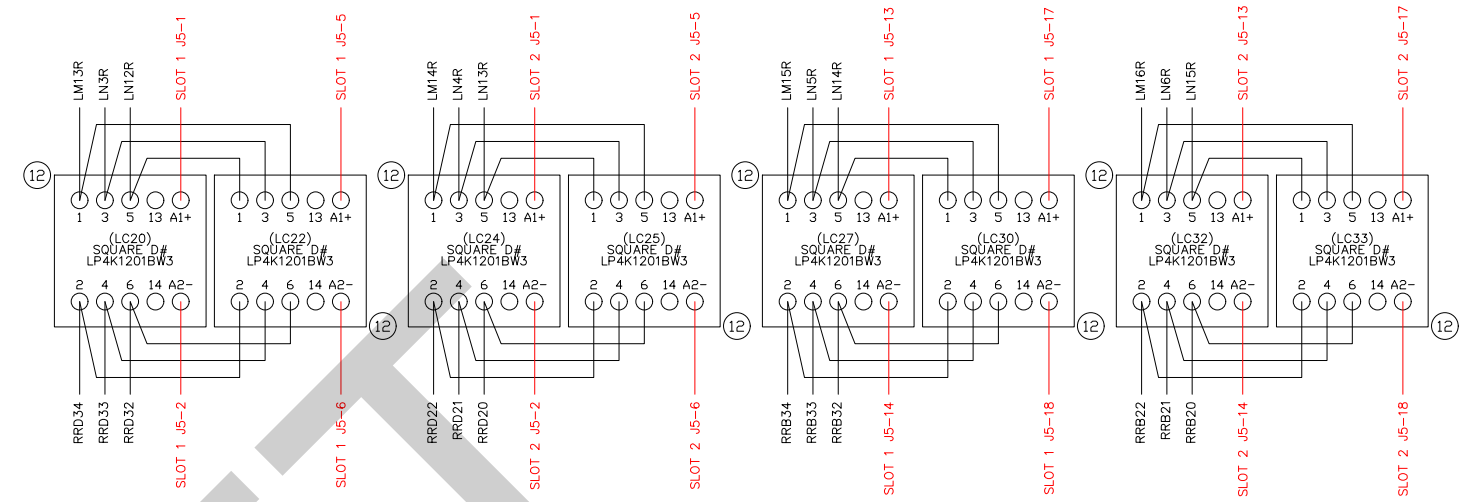 LM13R LN3R LN12R SLOT 1 J5-1 SLOT 1 J5-5
LM14R LN4R LN13R SLOT 2 J5-1 SLOT 2 J5-5
LM15R LN5R LN14R SLOT 1 J5-13 SLOT 1 J5-17
LM16R LN6R LN15R SLOT 2 J5-13 SLOT 2 J5-17
12 12 12 12
1 3 5 13 A1+ 1 3 5 13 A1+
1 3 5 13 A1+ 1 3 5 13 A1+
1 3 5 13 A1+ 1 3 5 13 A1+
1 3 5 13 A1+ 1 3 5 13 A1+
(LC20)
SQUARE D#
LP4K1201BW3
(LC22)
SQUARE D#
LP4K1201BW3
(LC24)
SQUARE D#
LP4K1201BW3
(LC25)
SQUARE D#
LP4K1201BW3
(LC27)
SQUARE D#
LP4K1201BW3
(LC30)
SQUARE D#
LP4K1201BW3
(LC32)
SQUARE D#
LP4K1201BW3
(LC33)
SQUARE D#
LP4K1201BW3
2 4 6 14 A2- 2 4 6 14 A2-
2 4 6 14 A2- 2 4 6 14 A2-
2 4 6 14 A2- 2 4 6 14 A2-
2 4 6 14 A2- 2 4 6 14 A2-
12 12 12 12
RRD34 RRD33 RRD32 SLOT 1 J5-2 SLOT 1 J5-6
RRD22 RRD21 RRD20 SLOT 2 J5-2 SLOT 2 J5-6
RRB34 RRB33 RRB32 SLOT 1 J5-14 SLOT 1 J5-18
RRB22 RRB21 RRB20 SLOT 2 J5-14 SLOT 2 J5-18